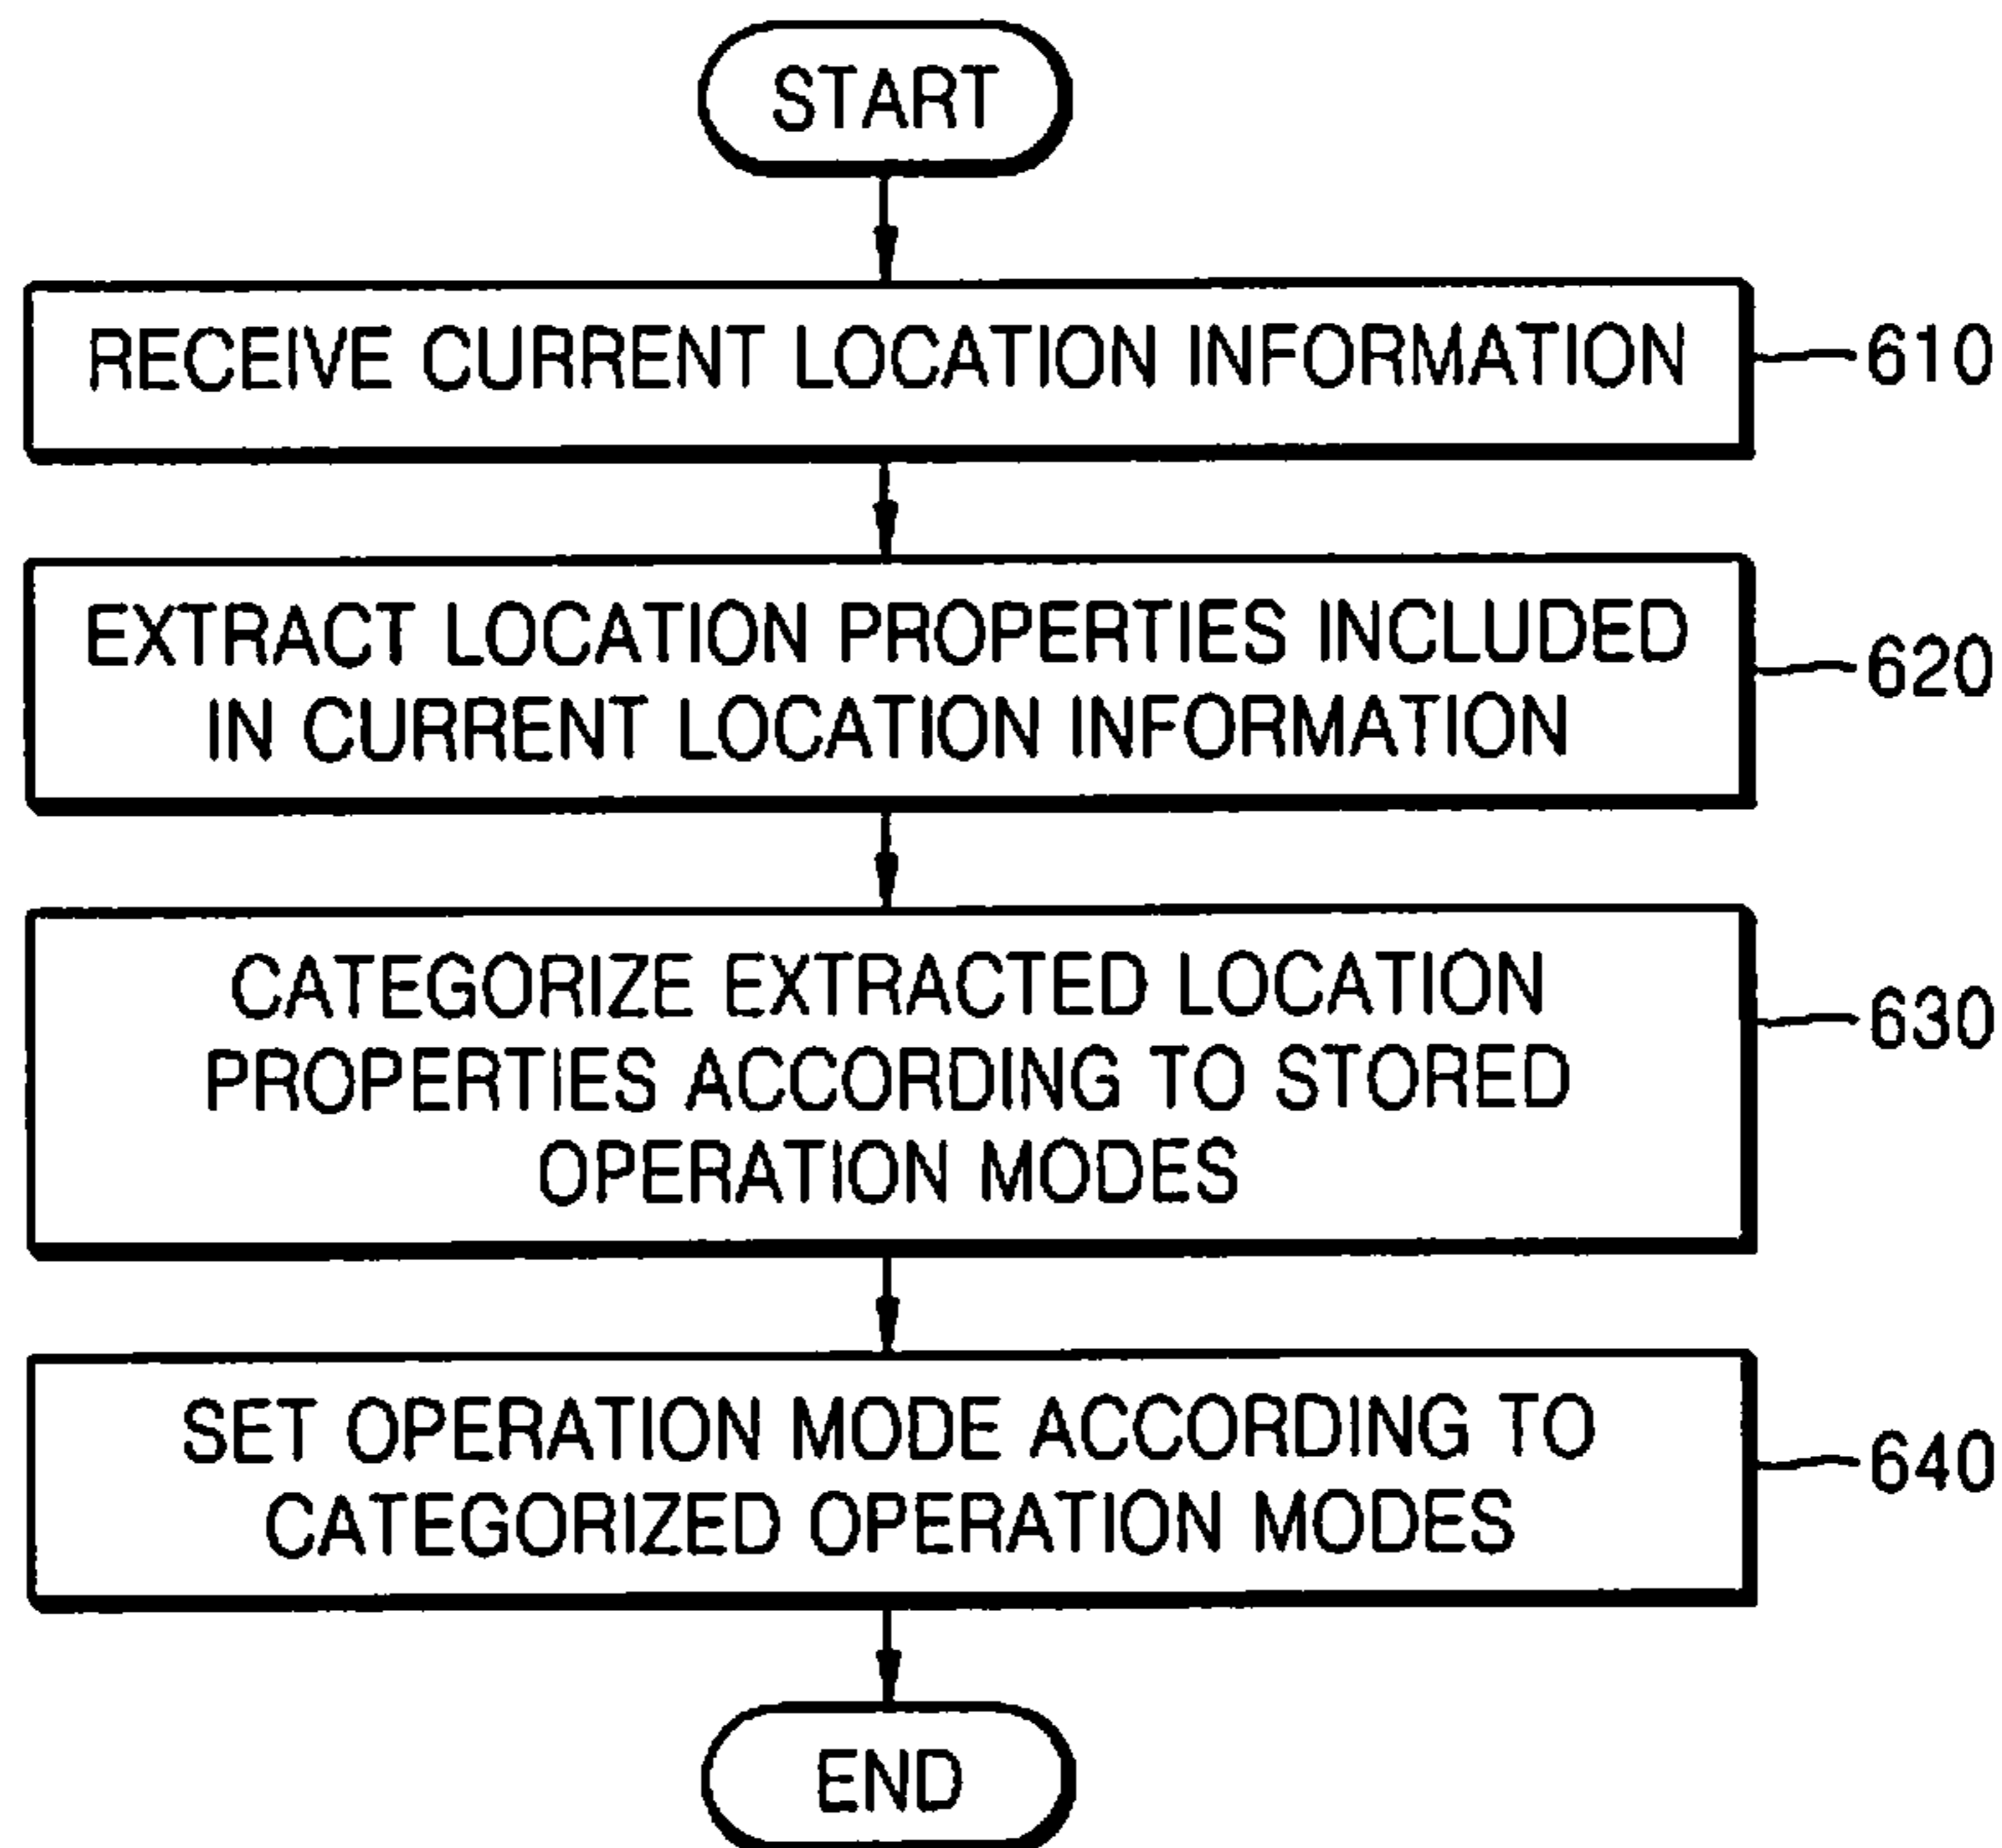 START
RECEIVE CURRENT LOCATION INFORMATION
610
EXTRACT LOCATION PROPERTIES INCLUDED
IN CURRENT LOCATION INFORMATION
620
CATEGORIZE EXTRACTED LOCATION
PROPERTIES ACCORDING TO STORED
OPERATION MODES
630
SET OPERATION MODE ACCORDING TO
CATEGORIZED OPERATION MODES
640
END